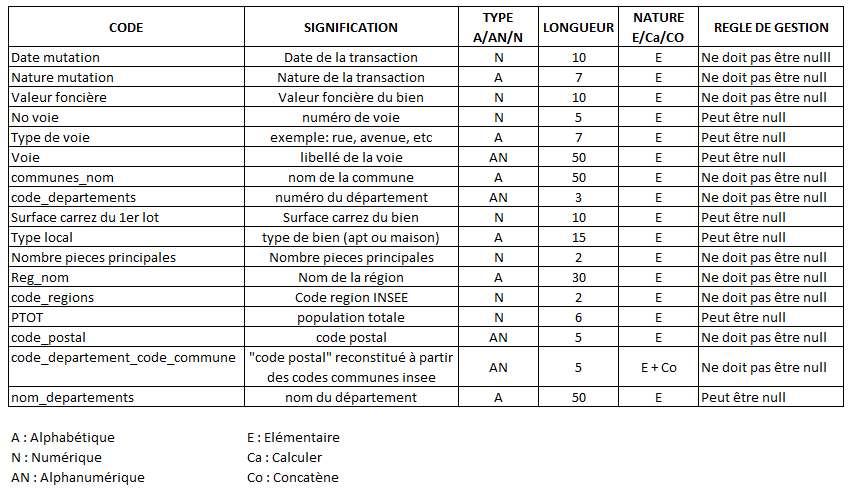 CODE SIGNIFICATION TYPE A/AN/N LONGUEUR NATURE E/Ca/CO REGLE DE GESTION
Date mutation Date de la transaction N 10 E Ne doit pas être nulll
Nature mutation Nature de la transaction A 7 E Ne doit pas être null
Valeur foncière Valeur foncière du bien N 10 E Ne doit pas être null
No voie numéro de voie N 5 E Peut être null
Type de voie exemple: rue, avenue, etc A 7 E Peut être null
Voie libellé de la voie AN 50 E Peut être null
communes_nom nom de la commune A 50 E Ne doit pas être null
code_departements numéro du département AN 3 E Ne doit pas être null
Surface carrez du 1er lot Surface carrez du bien N 10 E Peut être null
Type local type de bien (apt ou maison) A 15 E Peut être null
Nombre pieces principales Nombre pieces principales N 2 E Ne doit pas être null
Reg_nom Nom de la région A 30 E Ne doit pas être null
code_regions Code region INSEE N 2 E Ne doit pas être null
PTOT population totale N 6 E Peut être null
code_postal code postal AN 5 E Ne doit pas être null
code_departement_code_commune "code postal" reconstitué à partir des codes communes insee AN 5 E + Co Ne doit pas être null
nom_departements nom du département A 50 E Peut être null
A : Alphabétique E : Elémentaire
N : Numérique Ca : Calculer
AN : Alphanumérique Co : Concatène